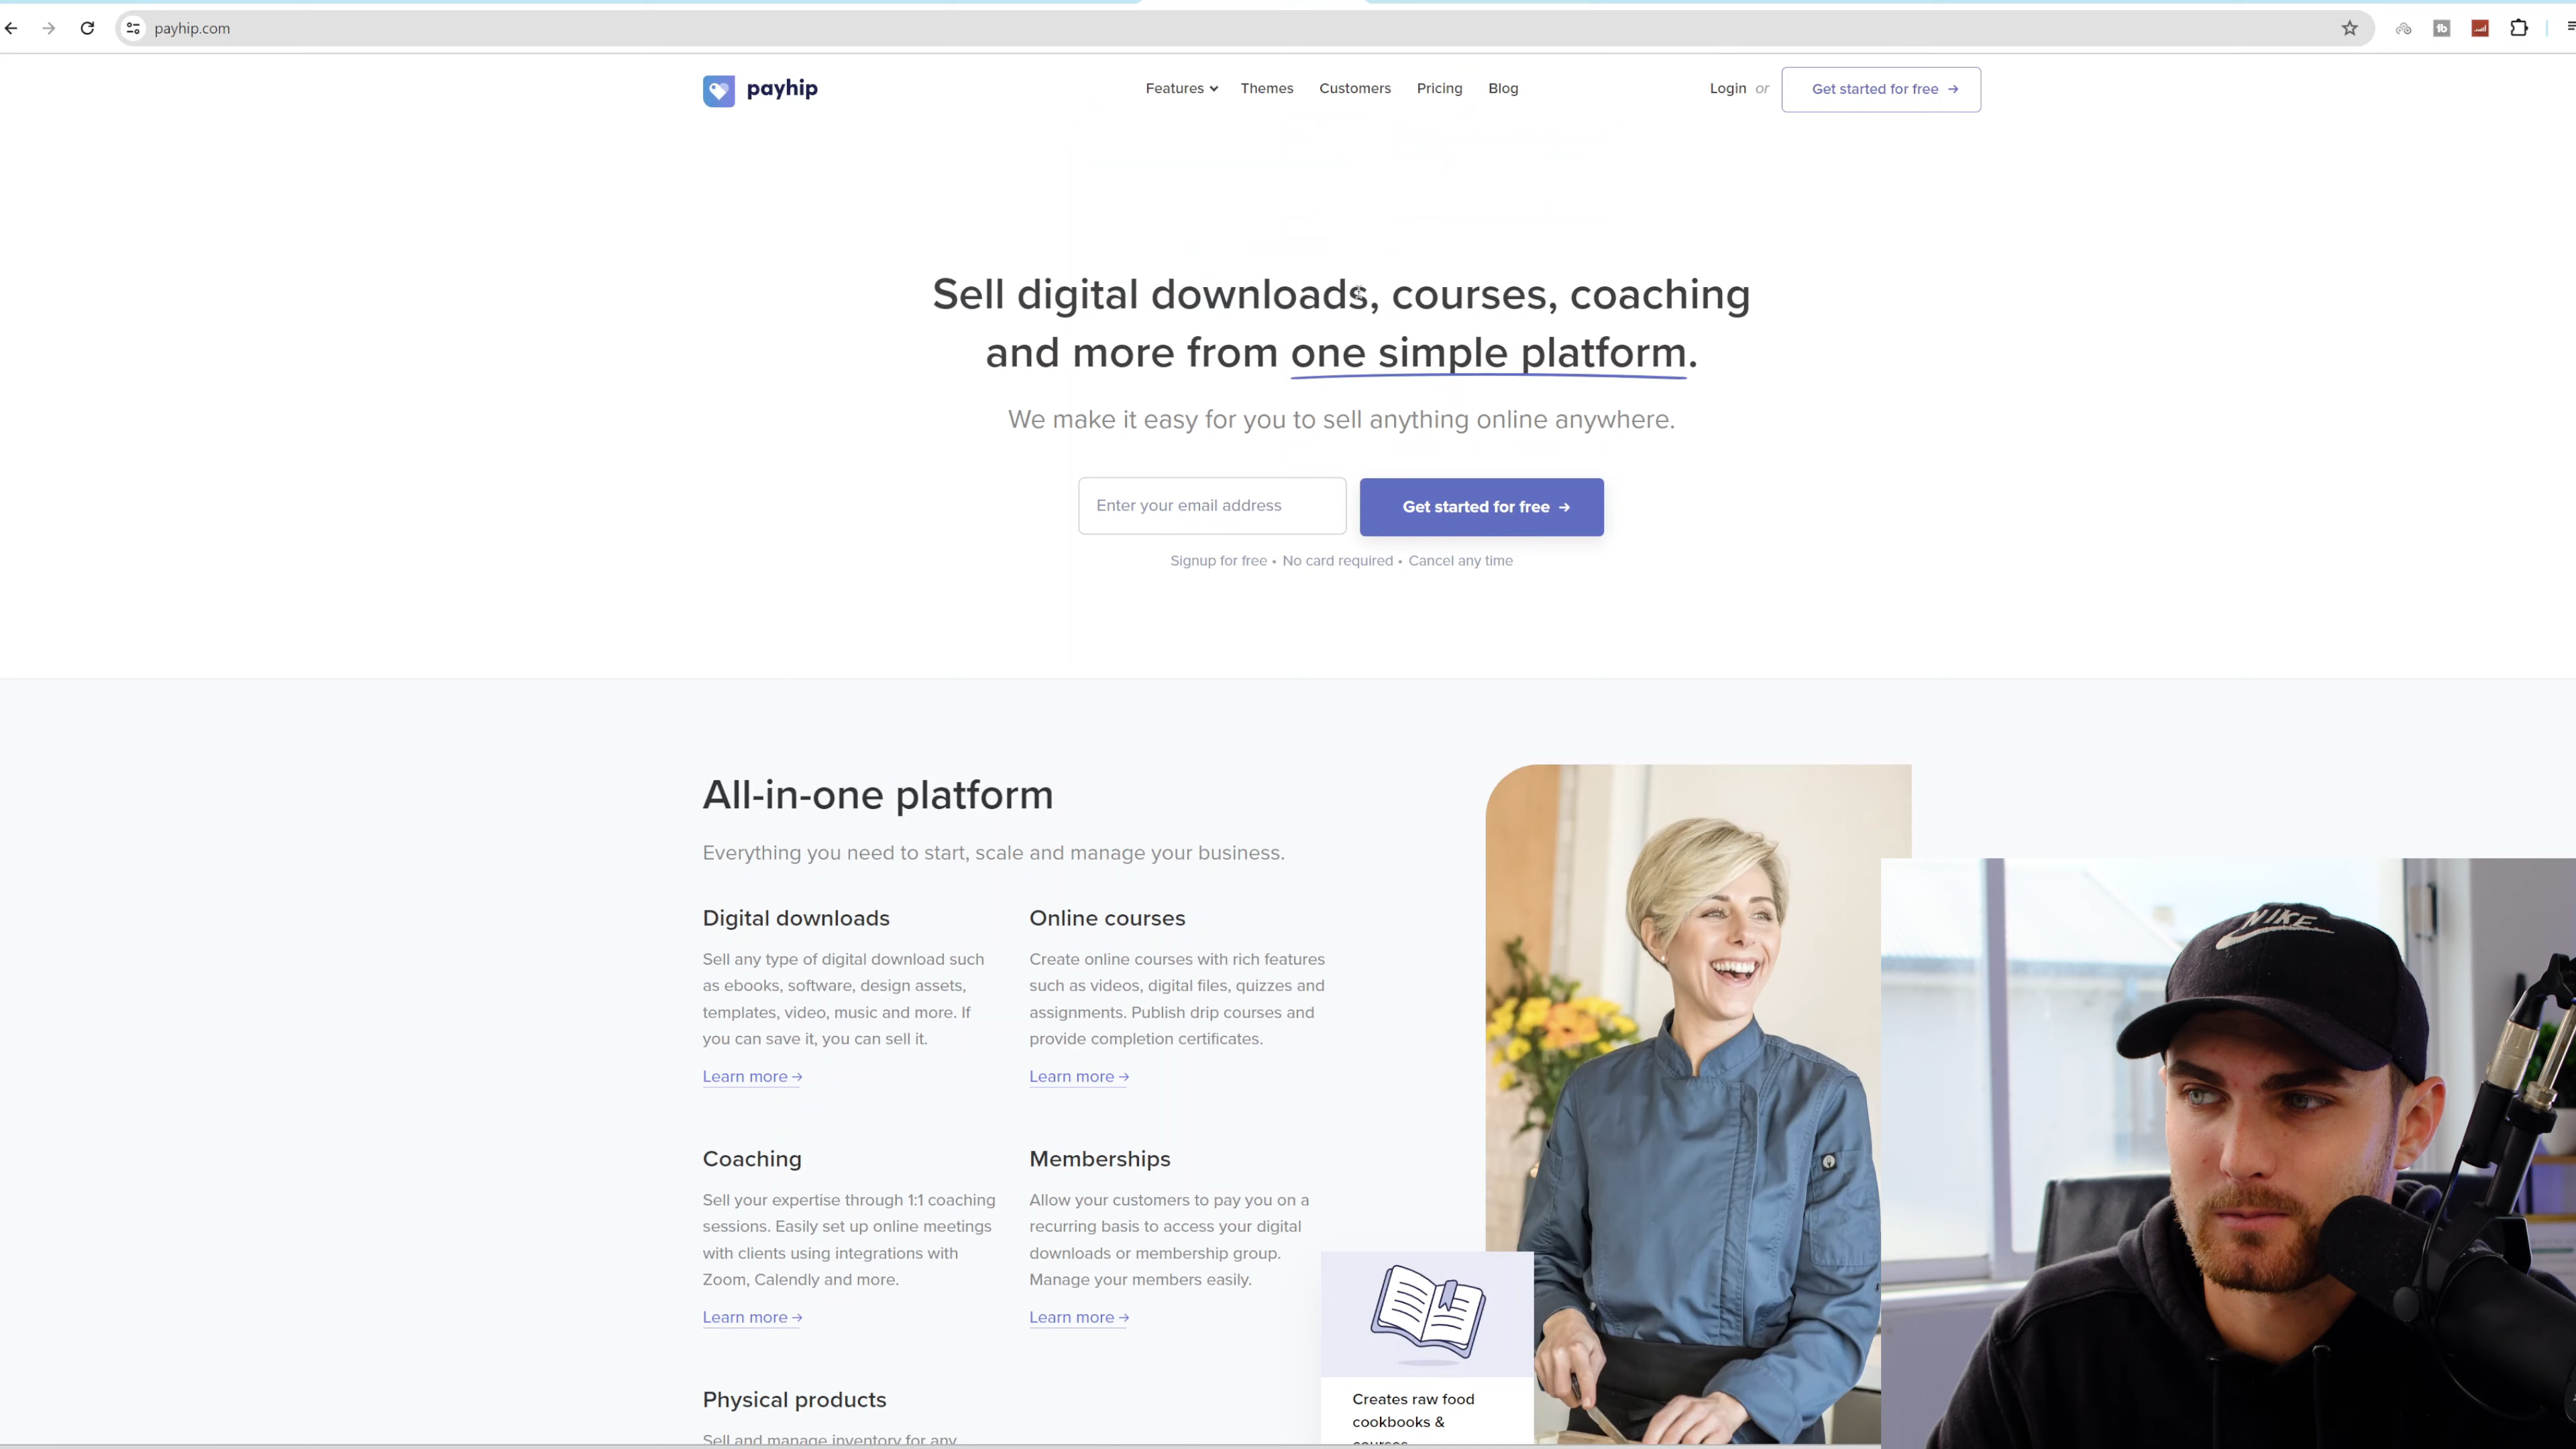 payhip.com
payhip
Features
Themes
Customers
Pricing
Blog
Login or
Get started for free →
Sell digital downloads, courses, coaching
and more from one simple platform.
We make it easy for you to sell anything online anywhere.
Enter your email address
Get started for free →
Signup for free • No card required • Cancel any time
All-in-one platform
Everything you need to start, scale and manage your business.
Digital downloads
Sell any type of digital download such
as ebooks, software, design assets,
templates, video, music and more. If
you can save it, you can sell it.
Learn more →
Online courses
Create online courses with rich features
such as videos, digital files, quizzes and
assignments. Publish drip courses and
provide completion certificates.
Learn more →
Coaching
Sell your expertise through 1:1 coaching
sessions. Easily set up online meetings
with clients using integrations with
Zoom, Calendly and more.
Learn more →
Memberships
Allow your customers to pay you on a
recurring basis to access your digital
downloads or membership group.
Manage your members easily.
Learn more →
Physical products
Sell and manage inventory for any
Creates raw food
cookbooks &
courses
NIKE